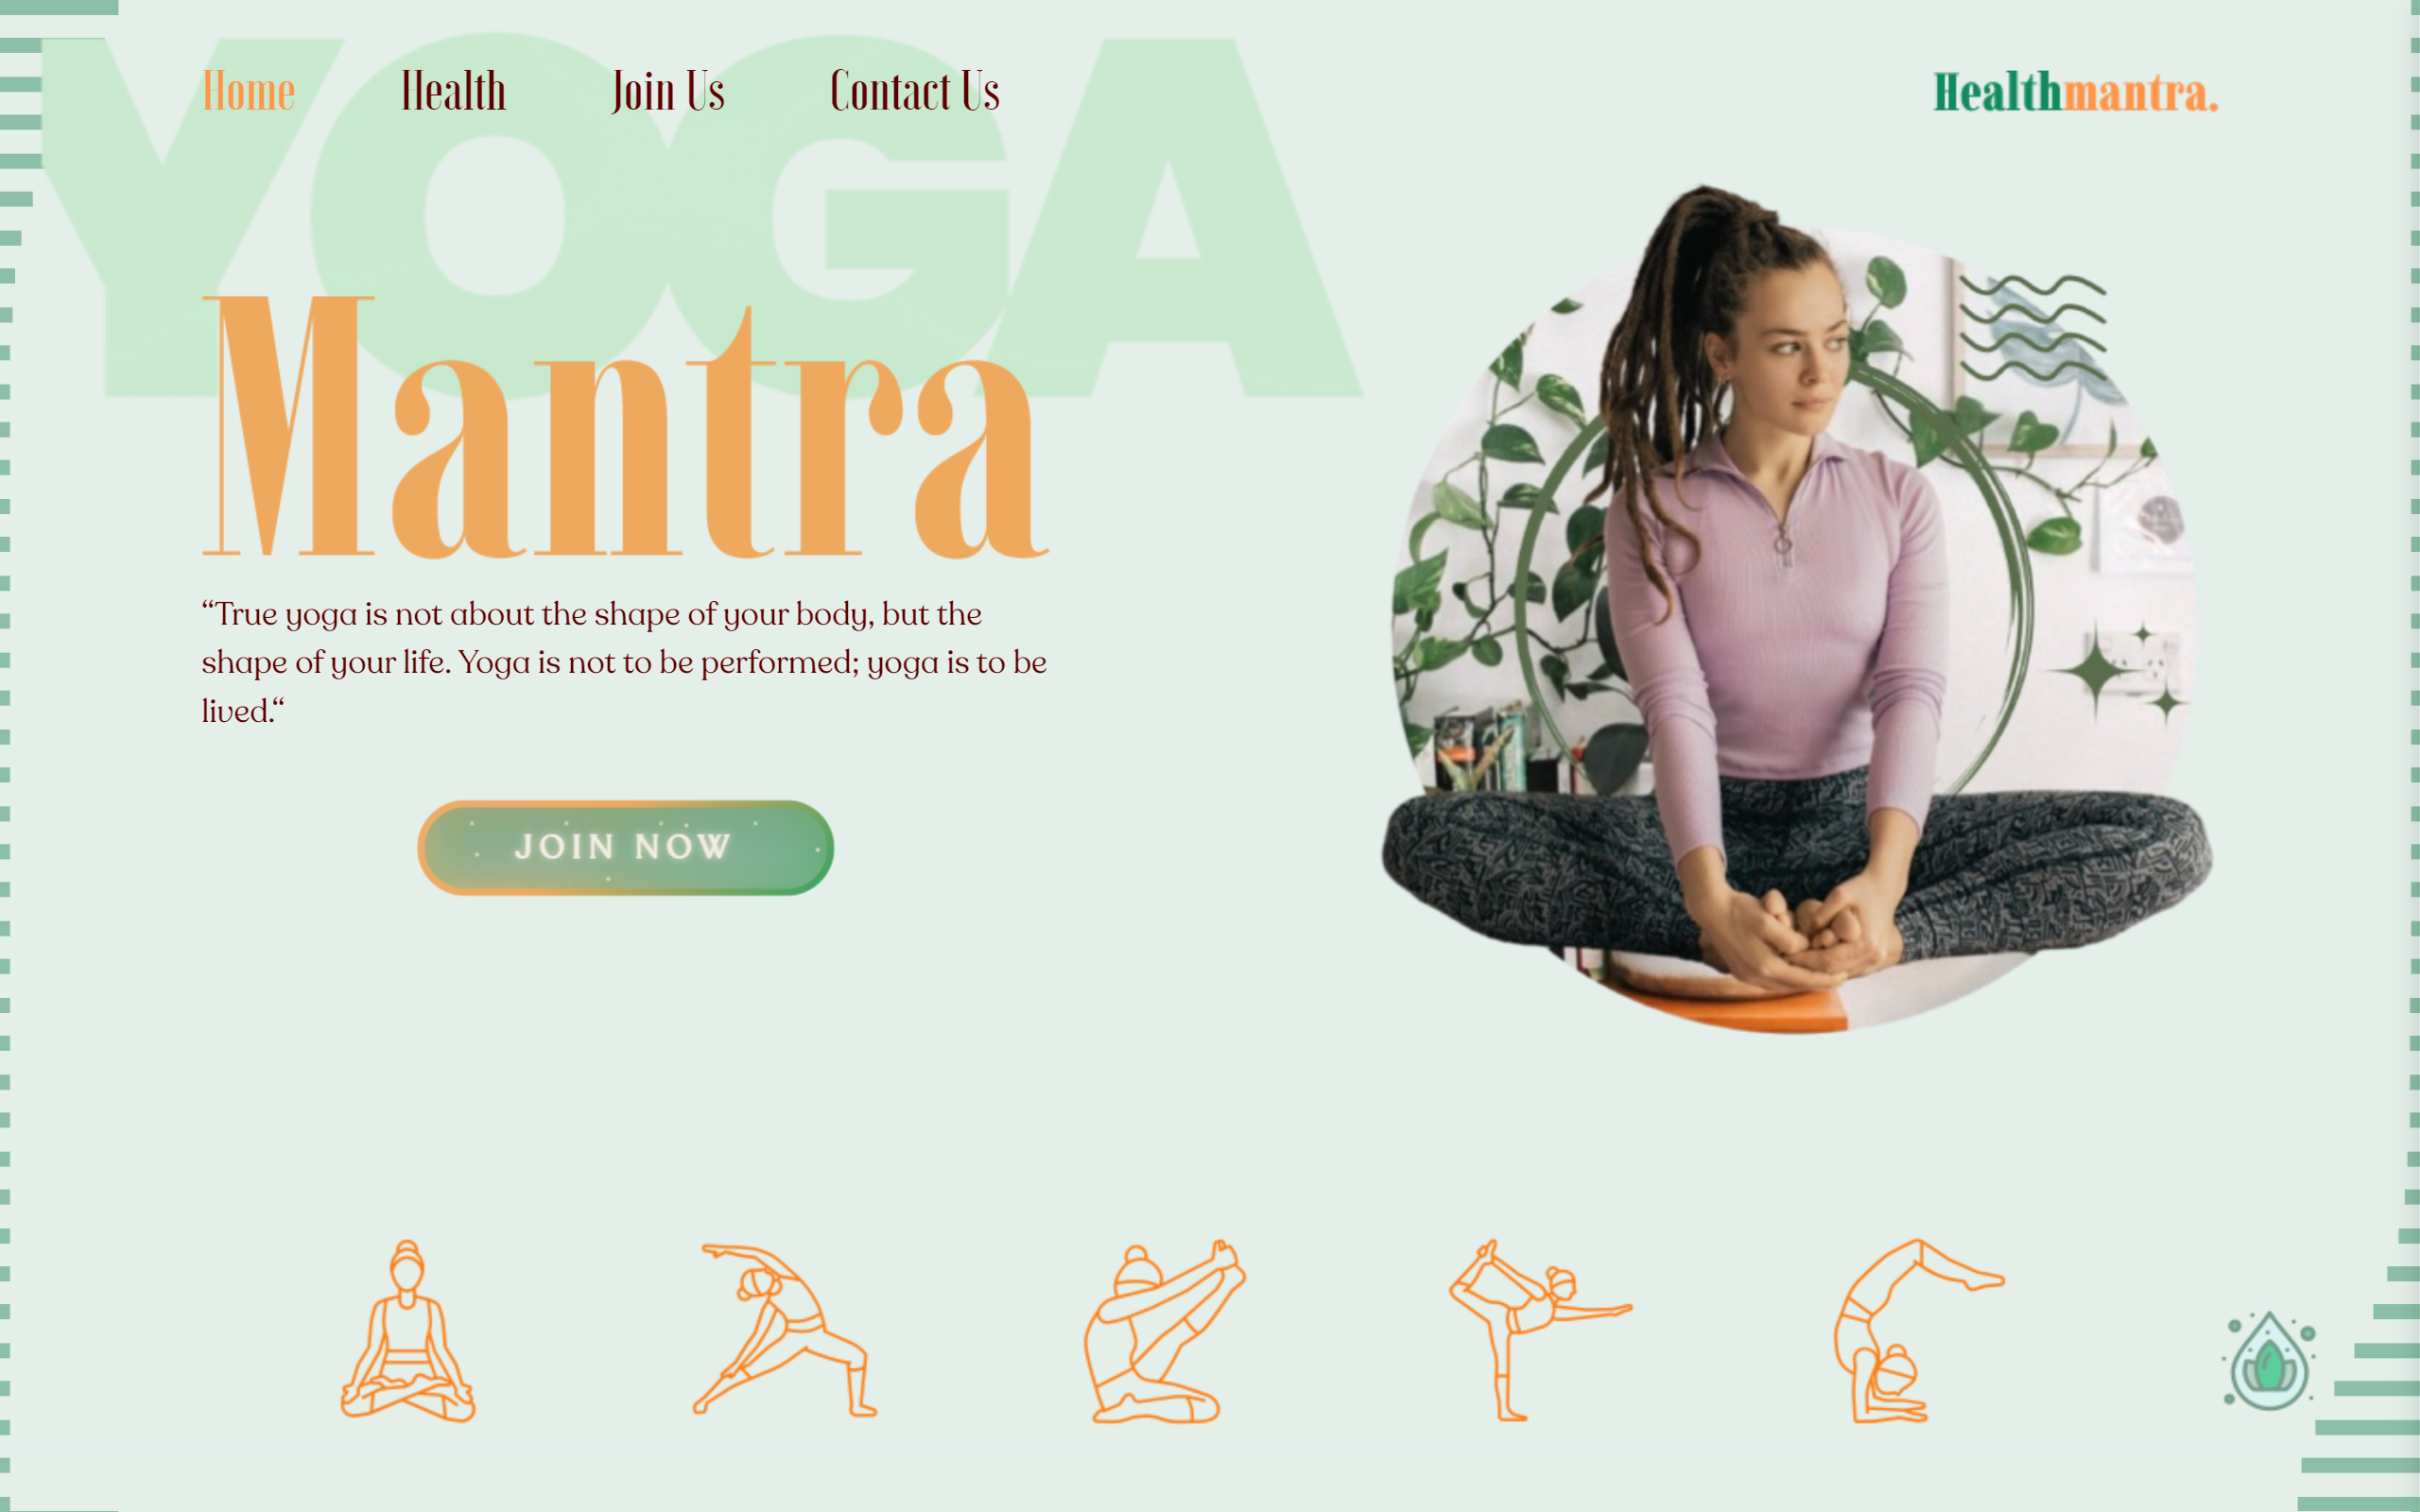 YOGA
Home Health Join Us Contact Us
Healthmantra.
Mantra
“True yoga is not about the shape of your body, but the
shape of your life. Yoga is not to be performed; yoga is to be
lived.“
JOIN NOW